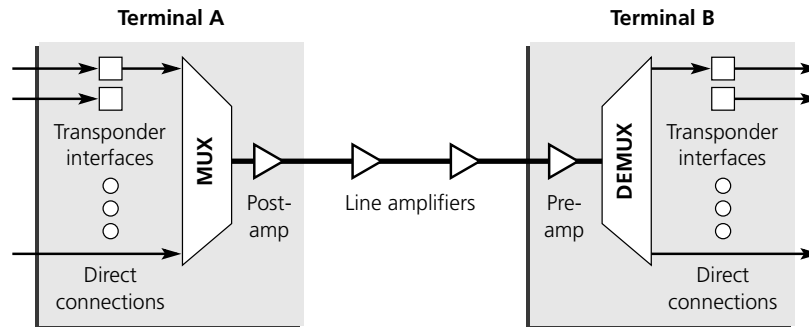 Terminal A
Terminal B
Transponder
interfaces
MUX
Post-
amp
Line amplifiers
Pre-
amp
DEMUX
Transponder
interfaces
Direct
connections
Direct
connections